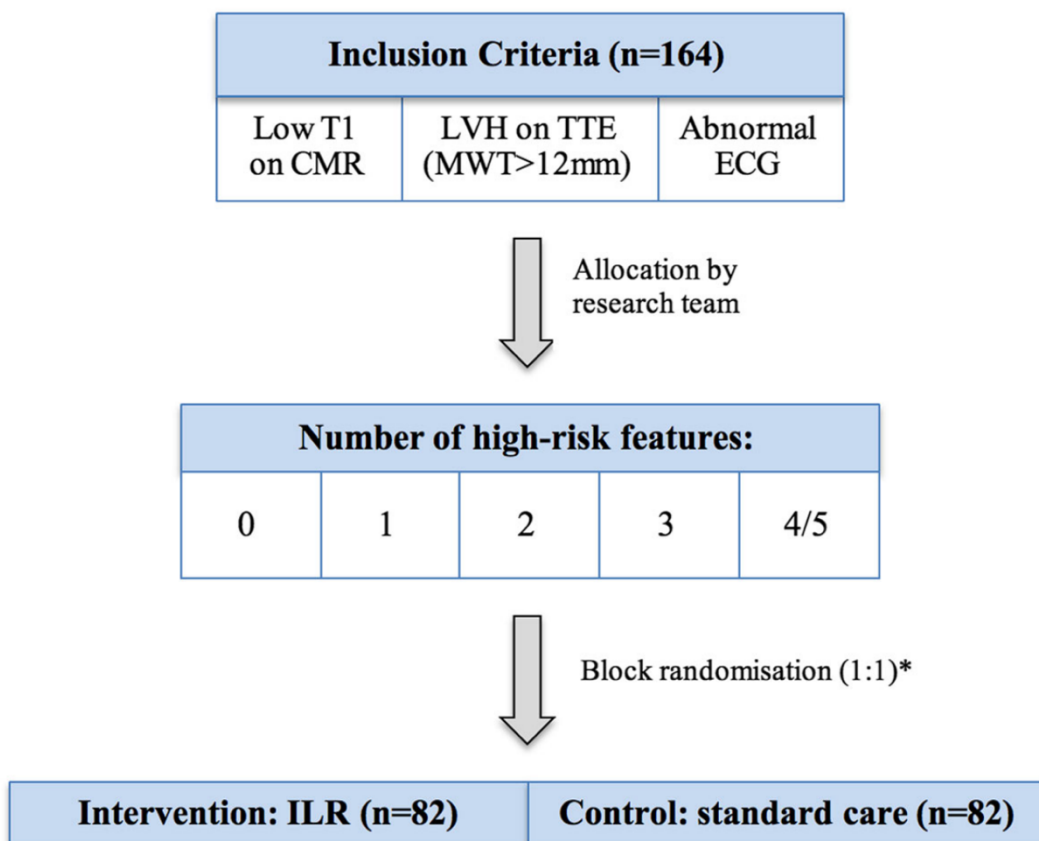 Inclusion Criteria (n=164)
Low T1
on CMR
LVH on TTE
(MWT>12mm)
Abnormal
ECG
Allocation by
research team
Number of high-risk features:
0
1
2
3
4/5
Block randomisation (1:1)*
Intervention: ILR (n=82)
Control: standard care (n=82)